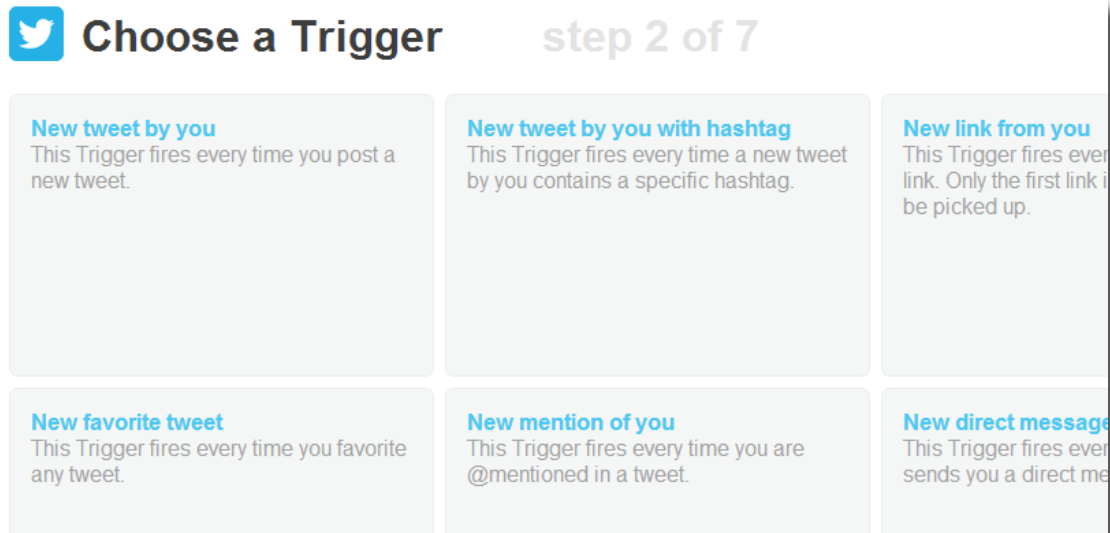 Choose a Trigger step 2 of 7
New tweet by you
This Trigger fires every time you post a
new tweet.
New tweet by you with hashtag
This Trigger fires every time a new tweet
by you contains a specific hashtag.
New link from you
This Trigger fires
link. Only the first link
be picked up.
New favorite tweet
This Trigger fires every time you favorite
any tweet.
New mention of you
This Trigger fires every time you are
@mentioned in a tweet.
New direct message
This Trigger fires
sends you a direct